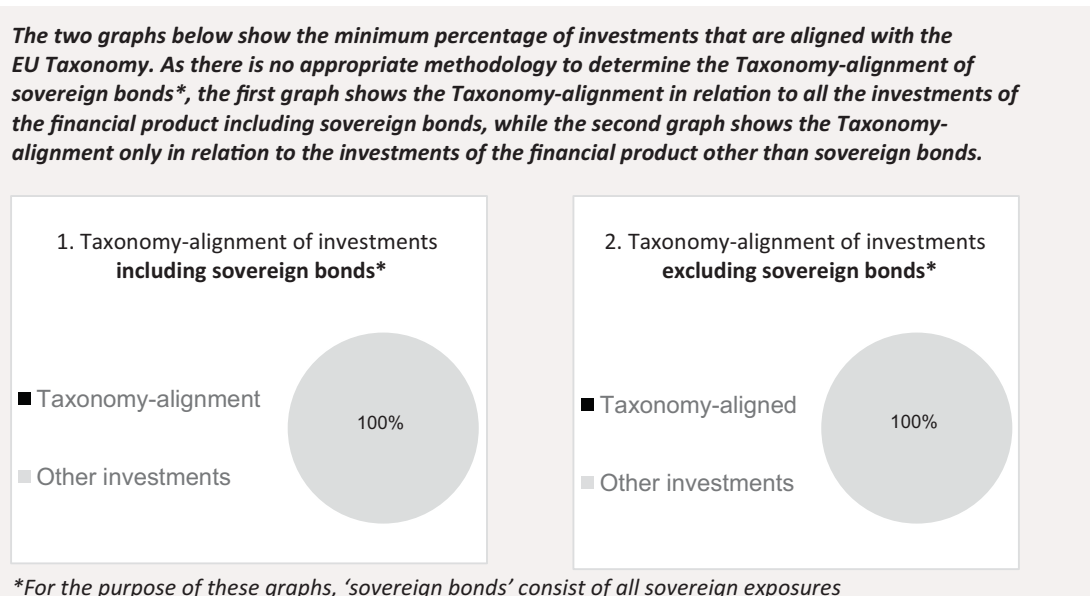 The two graphs below show the minimum percentage of investments that are aligned with the
EU Taxonomy. As there is no appropriate methodology to determine the Taxonomy-alignment of
sovereign bonds*, the first graph shows the Taxonomy-alignment in relation to all the investments of
the financial product including sovereign bonds, while the second graph shows the Taxonomy-
alignment only in relation to the investments of the financial product other than sovereign bonds.
1. Taxonomy-alignment of investments
including sovereign bonds*
Taxonomy-alignment
Other investments
100%
2. Taxonomy-alignment of investments
excluding sovereign bonds*
Taxonomy-aligned
Other investments
100%
*For the purpose of these graphs, ‘sovereign bonds’ consist of all sovereign exposures